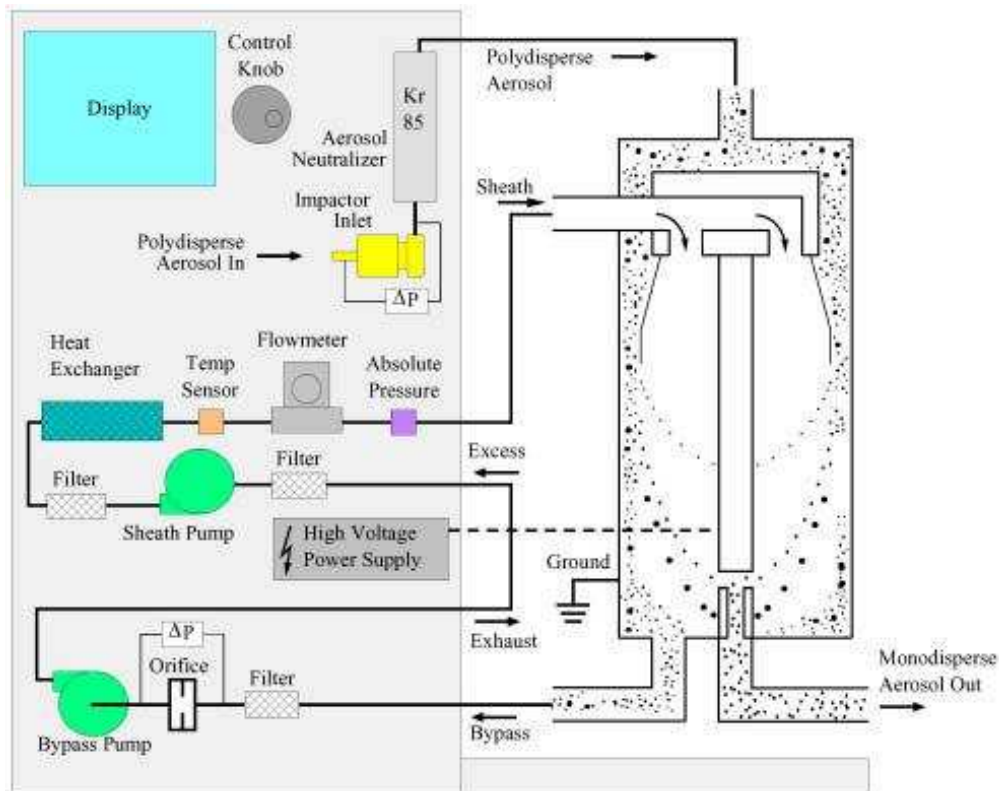 Display
Control
Knob
Kr
85
Aerosol
Neutralizer
Impactor
Inlet
Polydisperse
Aerosol In
ΔP
Polydisperse
Aerosol
Sheath
Heat
Exchanger
Temp
Sensor
Flowmeter
Absolute
Pressure
Filter
Sheath Pump
Filter
Excess
High Voltage
Power Supply
Ground
Exhaust
ΔP
Orifice
Filter
Bypass Pump
Bypass
Monodisperse
Aerosol Out